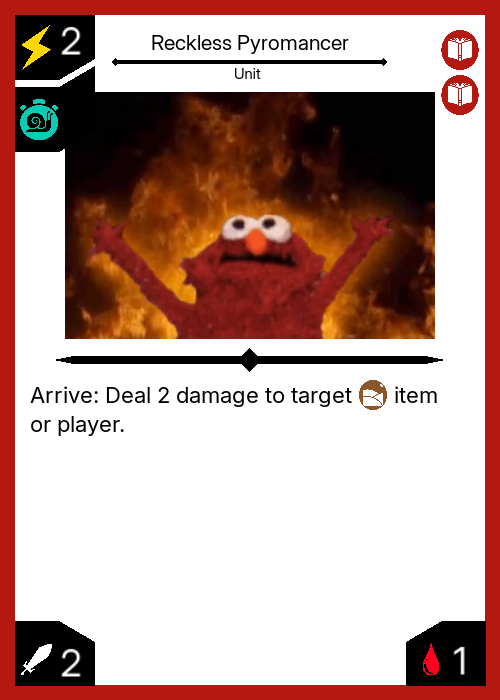 2
Reckless Pyromancer
Unit
Arrive: Deal 2 damage to target item
or player.
2
1